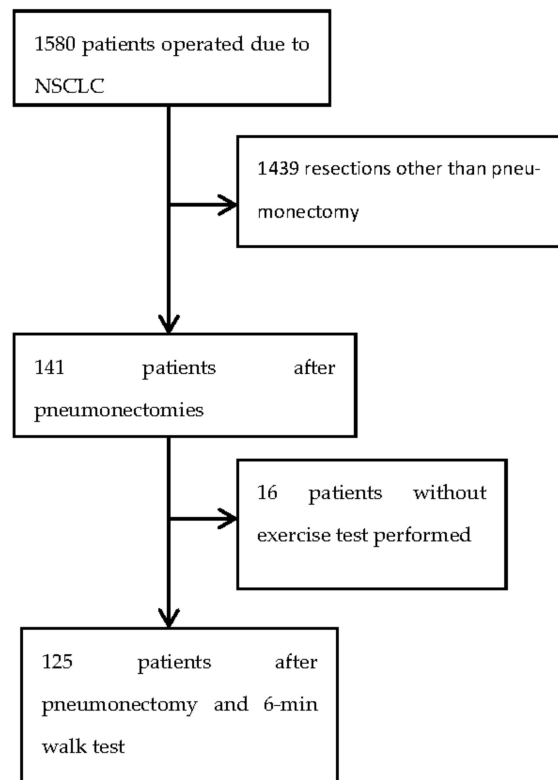 1580 patients operated due to
NSCLC
1439 resections other than pneu-
monectomy
141 patients after
pneumonectomies
16 patients without
exercise test performed
125 patients after
pneumonectomy and 6-min
walk test